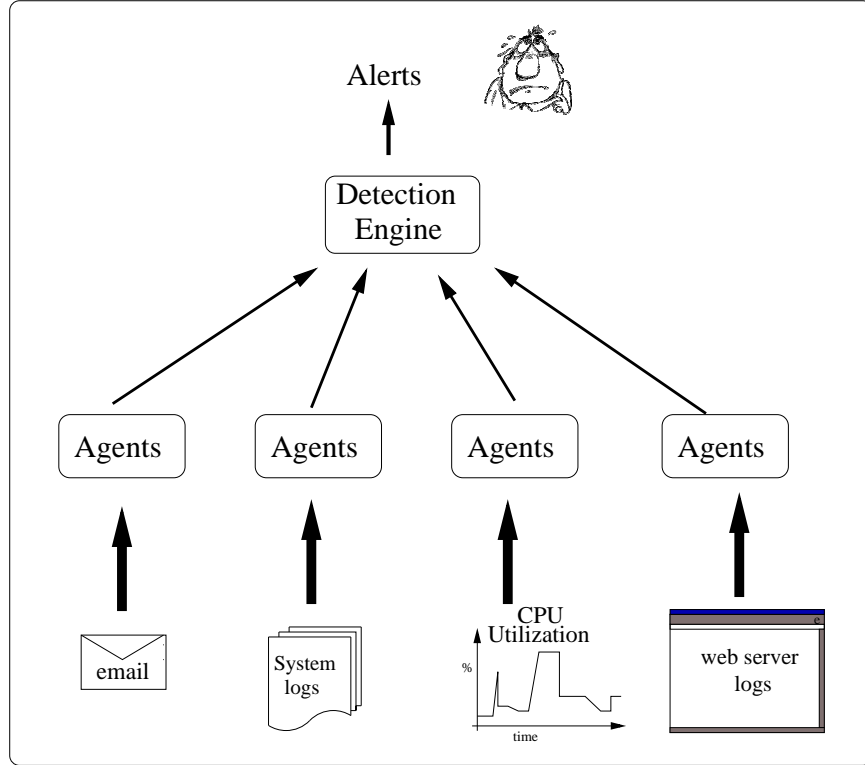 Alerts
Detection
Engine
Agents
Agents
Agents
Agents
email
System
logs
CPU
Utilization
%
time
e
web server
logs